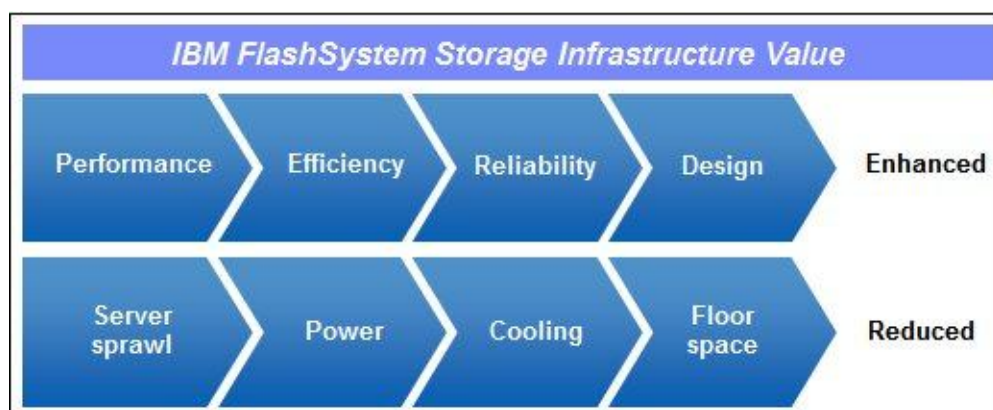 IBM FlashSystem Storage Infrastructure Value
Performance
Efficiency
Reliability
Design
Enhanced
Server
sprawl
Power
Cooling
Floor
space
Reduced